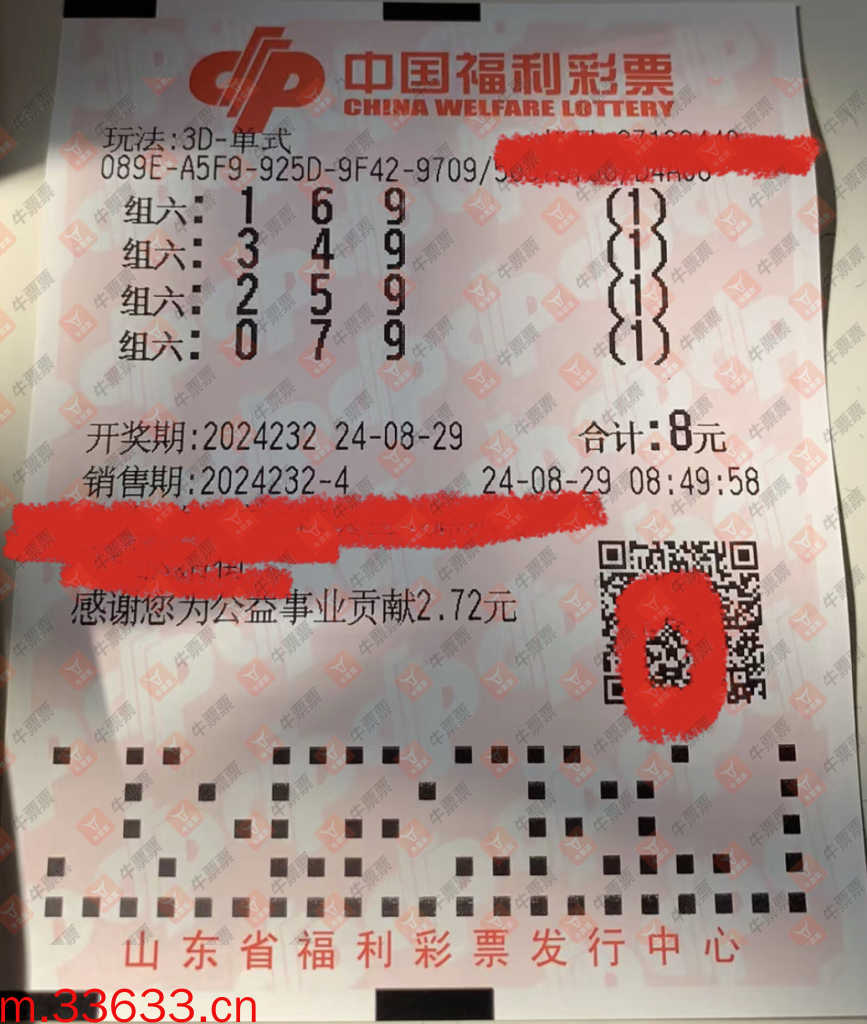 中国福利彩票
CHINA WELFARE LOTTERY
玩法:3D-单式
089E-A5F9-925D-9F42-9709/
组六: 1 6 9 (1)
组六: 3 4 9 (1)
组六: 2 5 9 (1)
组六: 0 7 9 (1)
开奖期:2024232 24-08-29 合计:8元
销售期:2024232-4 24-08-29 08:49:58
感谢您为公益事业贡献2.72元
山东省福利彩票发行中心
m.33633.cn
牛票票